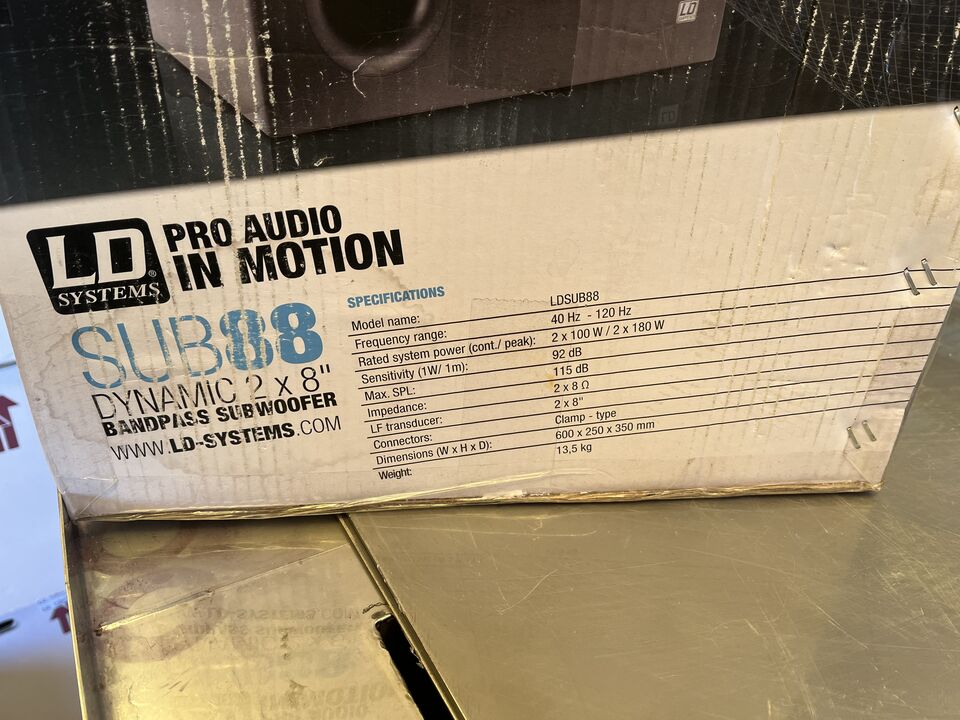 LD
LD
SYSTEMS®
PRO AUDIO
IN MOTION
SUB88
DYNAMIC 2 x 8"
BANDPASS SUBWOOFER
WWW.LD-SYSTEMS.COM
SPECIFICATIONS
Model name: LDSUB88
Frequency range: 40 Hz - 120 Hz
Rated system power (cont./ peak): 2 x 100 W / 2 x 180 W
Sensitivity (1W/ 1m): 92 dB
Max. SPL: 115 dB
Impedance: 2 x 8 Ω
LF transducer: 2 x 8"
Connectors: Clamp - type
Dimensions (W x H x D): 600 x 250 x 350 mm
Weight: 13,5 kg